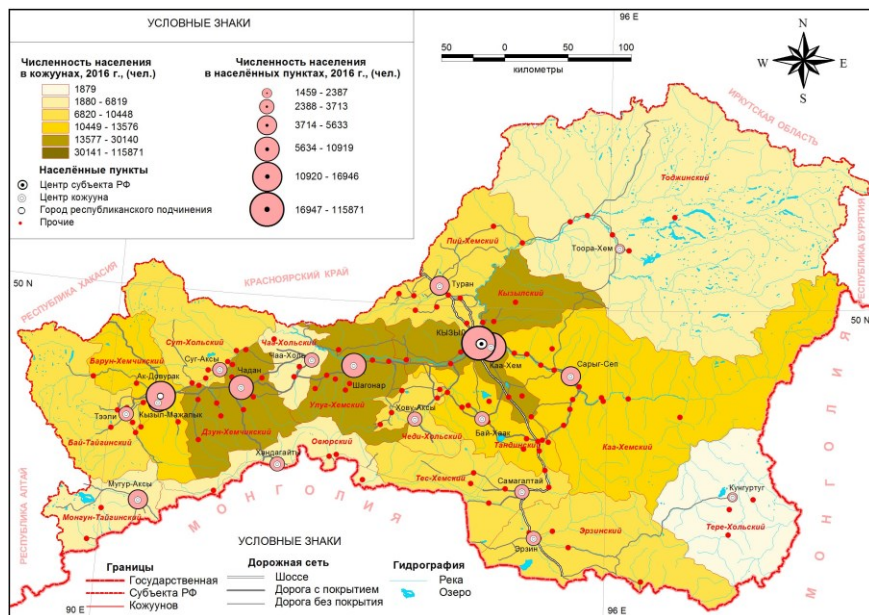 УСЛОВНЫЕ ЗНАКИ
Численность населения
в кожуунах, 2016 г., (чел.)
1879
1880 - 6819
6820 - 10448
10449 - 13576
13577 - 30140
30141 - 115871
Населённые пункты
Центр субъекта РФ
Центр кожууна
Город республиканского подчинения
Прочие
Численность населения
в населённых пунктах, 2016 г., (чел.)
1459 - 2387
2388 - 3713
3714 - 5633
5634 - 10919
10920 - 16946
16947 - 115871
96 E
50 0 50 100
километры
N
W E
S
ИРКУТСКАЯ ОБЛАСТЬ
РЕСПУБЛИКА БУРЯТИЯ
Тоджинский
Пий-Хемский
Тоора-Хем
50 N
КРАСНОЯРСКИЙ КРАЙ
РЕСПУБЛИКА ХАКАСИЯ
Туран
Кызылский
50 N
Сут-Хольский
Чаа-Хольский
КЫЗЫЛ
Барун-Хемчикский
Суг-Аксы
Чаа-Холь
Каа-Хем
Сарыг-Сеп
Ак-Довурак
Чадан
Шагонар
Тээли
Кызыл-Мажалык
Улуг-Хемский
Хову-Аксы
Бай-Хаак
Дзун-Хемчикский
Чеди-Хольский
Тандинский
Каа-Хемский
Бай-Тайгинский
Овюрский
Хандагайты
Тес-Хемский
Самагалтай
Мугур-Аксы
Кунгуртуг
Монгун-Тайгинский
РЕСПУБЛИКА АЛТАЙ
МОНГОЛИЯ
Эрзинский
Тере-Хольский
Эрзин
МОНГОЛИЯ
УСЛОВНЫЕ ЗНАКИ
Границы
Государственная
Субъекта РФ
Кожуунов
Дорожная сеть
Шоссе
Дорога с покрытием
Дорога без покрытия
Гидрография
Река
Озеро
90 E
96 E